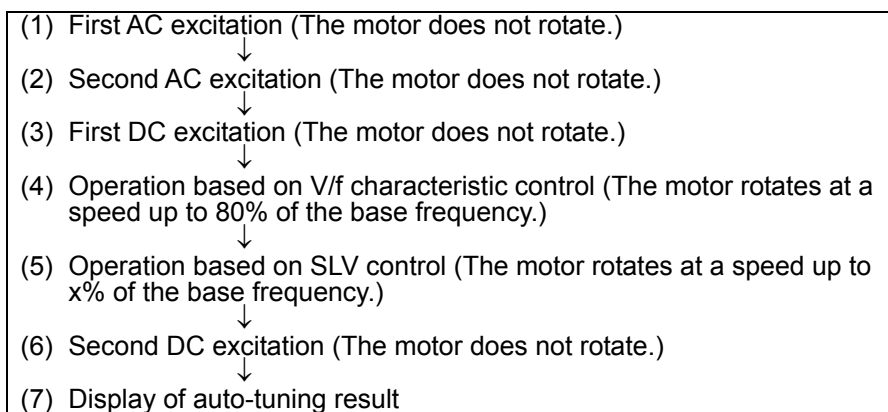 (1) First AC excitation (The motor does not rotate.)
↓
(2) Second AC excitation (The motor does not rotate.)
↓
(3) First DC excitation (The motor does not rotate.)
↓
(4) Operation based on V/f characteristic control (The motor rotates at a
speed up to 80% of the base frequency.)
↓
(5) Operation based on SLV control (The motor rotates at a speed up to
x% of the base frequency.)
↓
(6) Second DC excitation (The motor does not rotate.)
↓
(7) Display of auto-tuning result